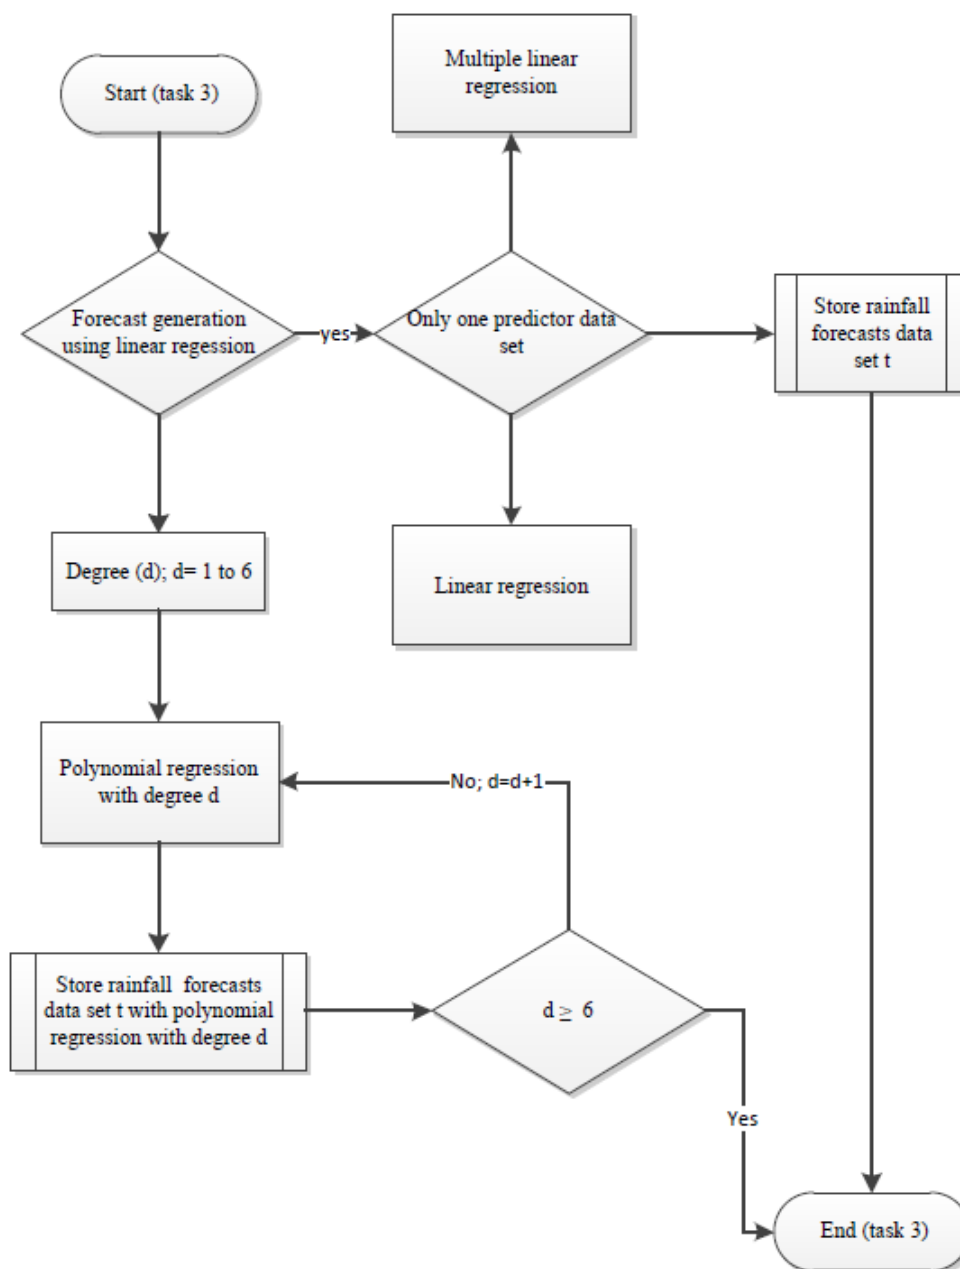 Start (task 3)
Multiple linear
regression
Forecast generation
using linear regession
yes
Only one predictor data
set
Store rainfall
forecasts data
set t
Degree (d); d= 1 to 6
Linear regression
Polynomial regression
with degree d
No; d=d+1
Store rainfall forecasts
data set t with polynomial
regression with degree d
d ≥ 6
Yes
End (task 3)